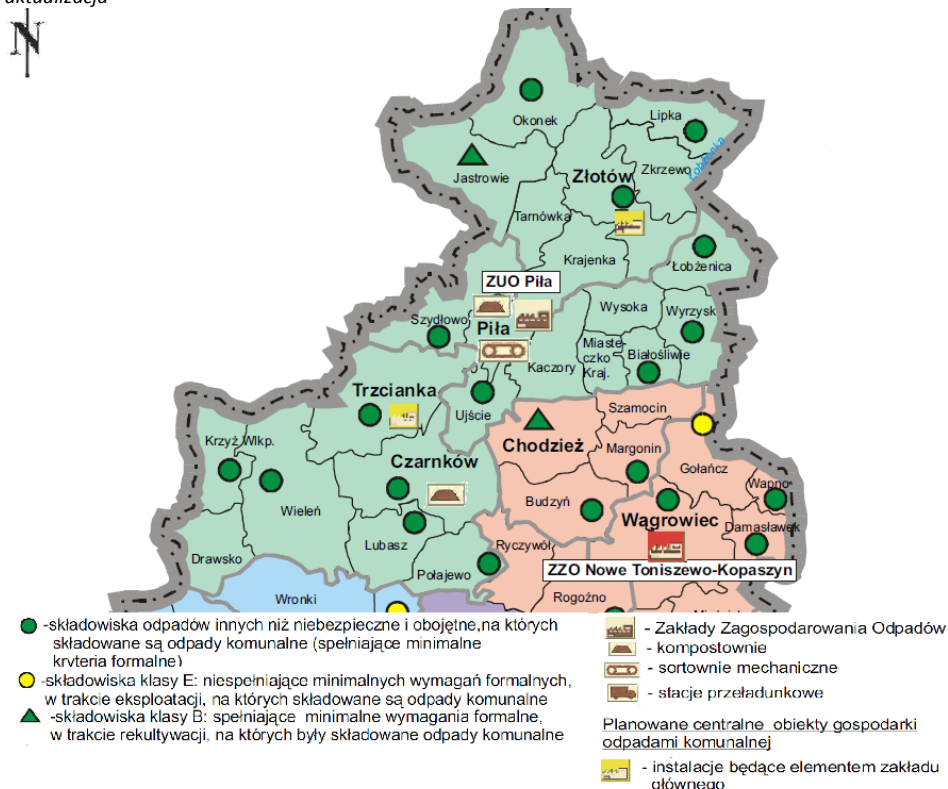 aktualizacja
N
Okonek
Lipka
Łobżonka
Zkrzewo
Jastrowie
Złotów
Tarnówka
Krajenka
Łobżenica
ZUO Piła
Wysoka
Wyrzysk
Szydłowo
Piła
Miaste-
czko
Kraj.
Białośliwie
Kaczory
Trzcianka
Ujście
Szamocin
Chodzież
Krzyż Wlkp.
Margonin
Gołańcz
Czarnków
Wapno
Wieleń
Budzyń
Wągrowiec
Damasławek
Lubasz
Ryczywół
Drawsko
Połajewo
ZZO Nowe Toniszewo-Kopaszyn
Wronki
Rogoźno
-składowiska odpadów innych niż niebezpieczne i obojętne,na których
składowane są odpady komunalne (spełniające minimalne
kryteria formalne)
-składowiska klasy E: niespełniające minimalnych wymagań formalnych,
w trakcie eksploatacji, na których składowane są odpady komunalne
-składowiska klasy B: spełniające minimalne wymagania formalne,
w trakcie rekultywacji, na których były składowane odpady komunalne
- Zakłady Zagospodarowania Odpadów
- kompostownie
- sortownie mechaniczne
- stacje przeładunkowe
Planowane centralne obiekty gospodarki
odpadami komunalnej
- instalacje będące elementem zakładu
głównego